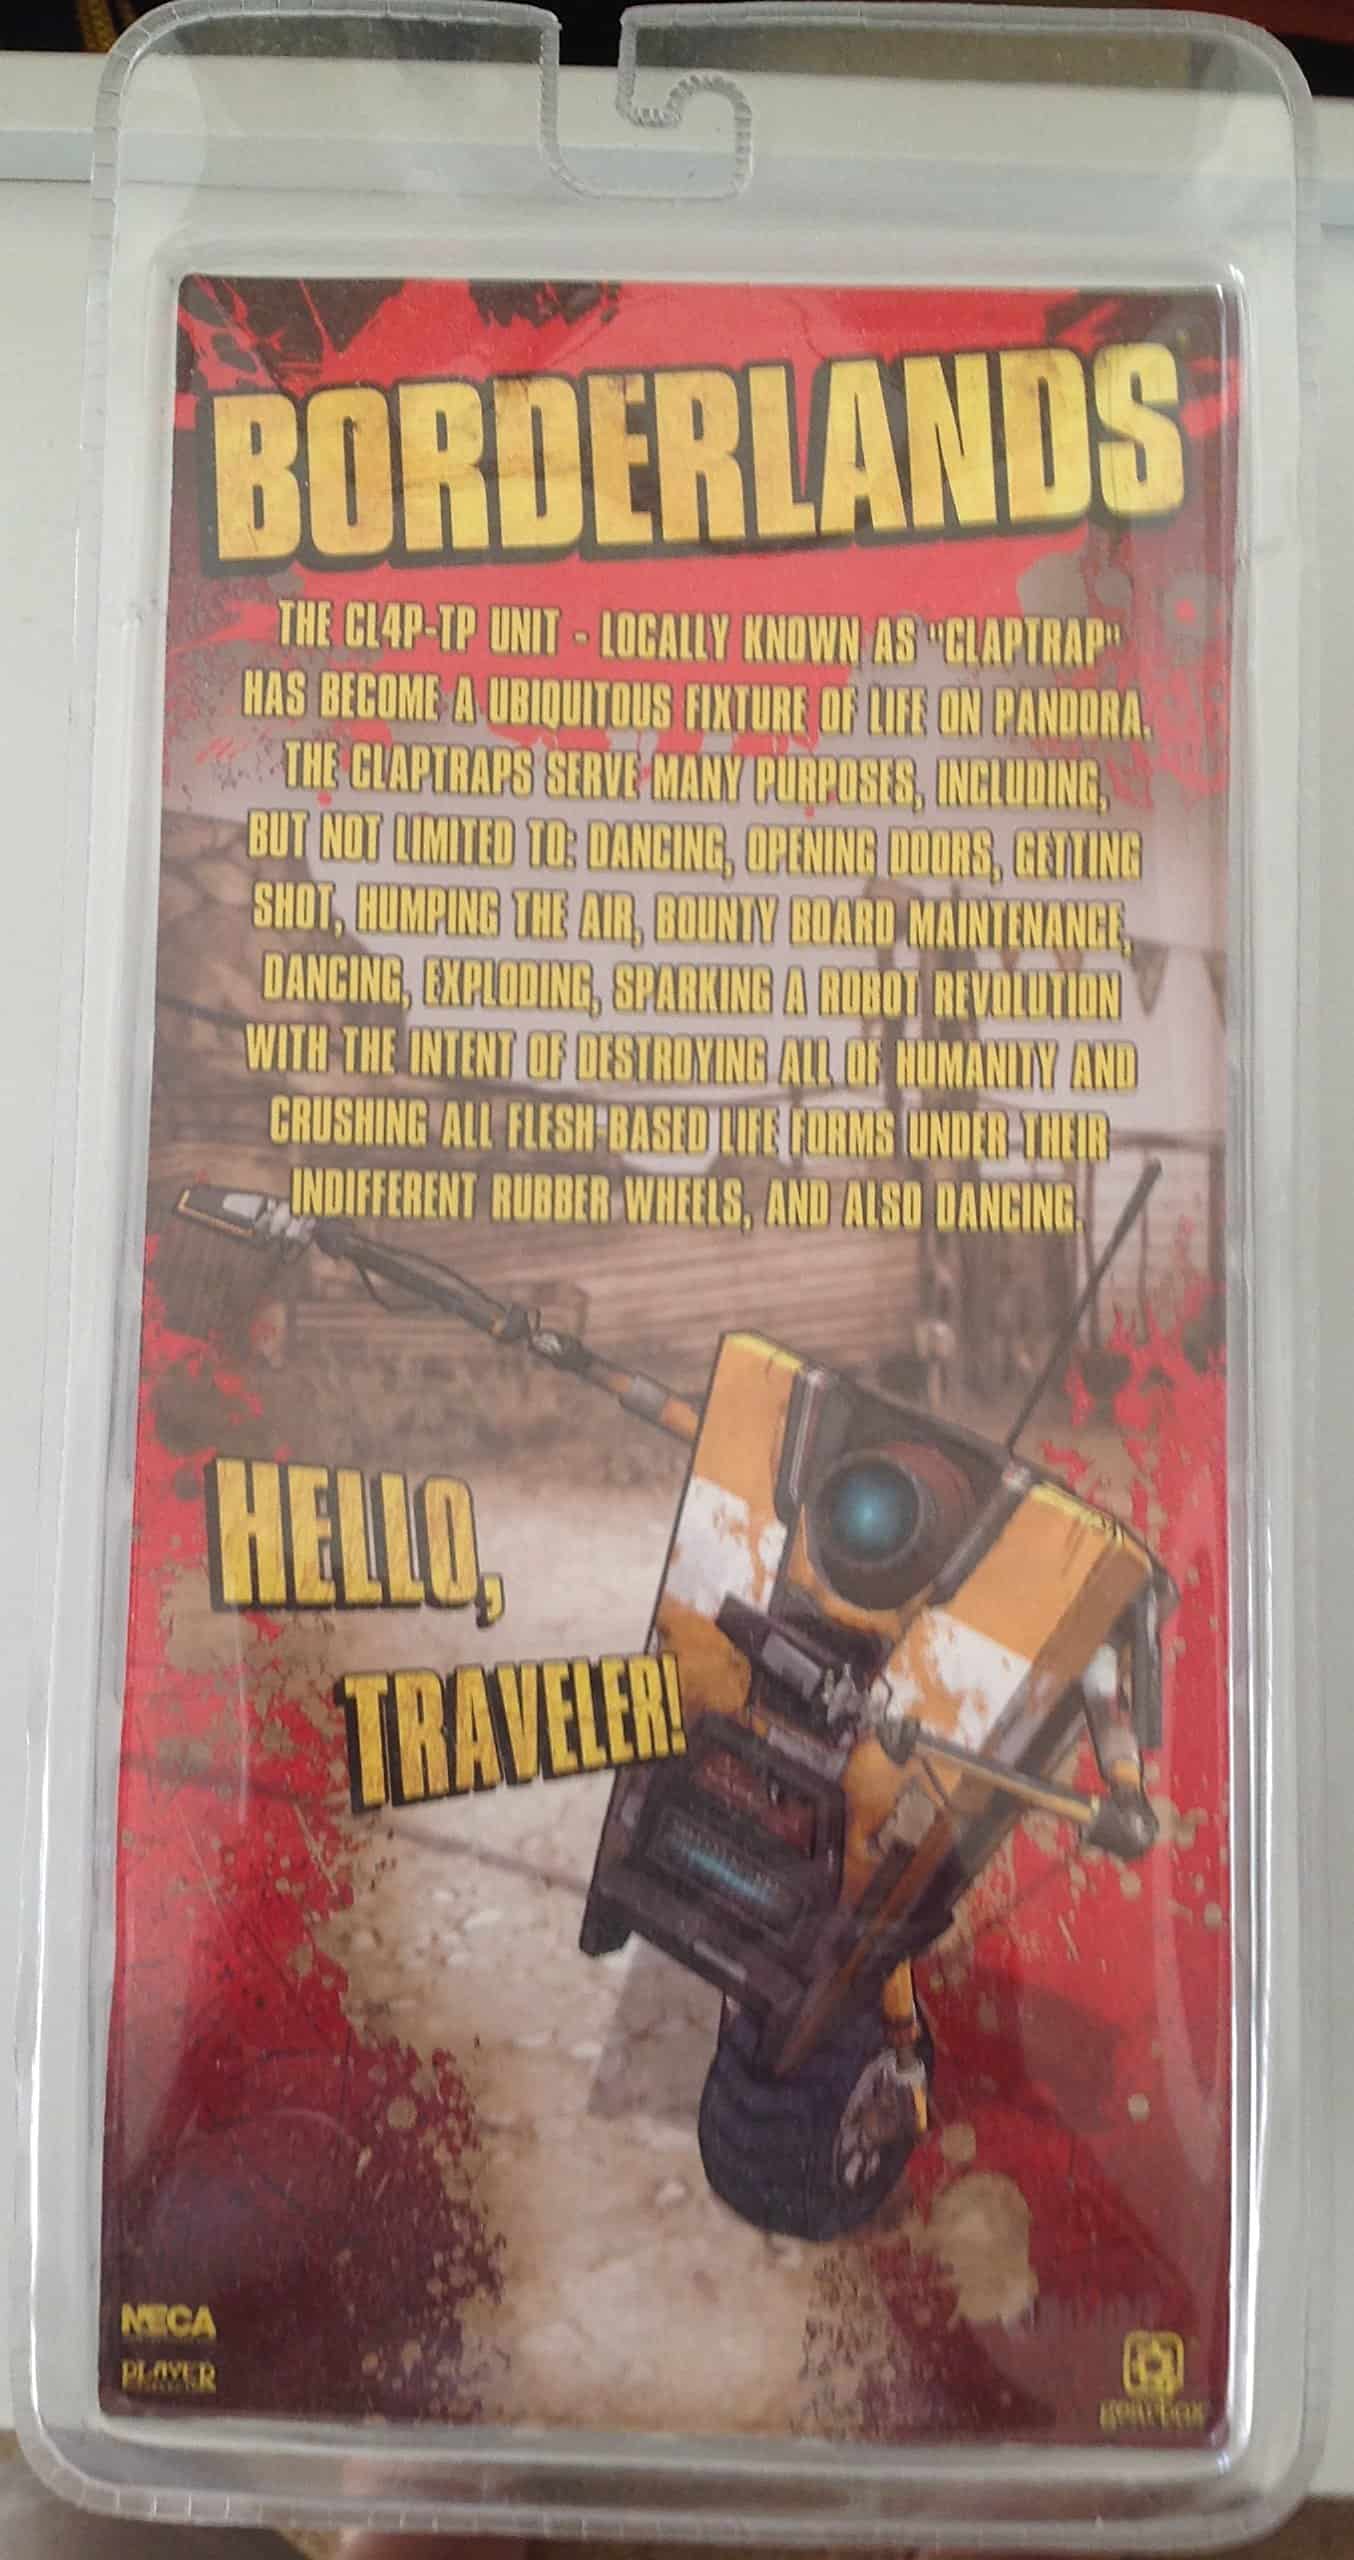 BORDERLANDS
THE CL4P-TP UNIT - LOCALLY KNOWN AS "CLAPTRAP"
HAS BECOME A UBIQUITOUS FIXTURE OF LIFE ON PANDORA.
THE CLAPTRAPS SERVE MANY PURPOSES, INCLUDING,
BUT NOT LIMITED TO: DANCING, OPENING DOORS, GETTING
SHOT, HUMPING THE AIR, BOUNTY BOARD MAINTENANCE,
DANCING, EXPLODING, SPARKING A ROBOT REVOLUTION
WITH THE INTENT OF DESTROYING ALL OF HUMANITY AND
CRUSHING ALL FLESH-BASED LIFE FORMS UNDER THEIR
INDIFFERENT RUBBER WHEELS, AND ALSO DANCING.
HELLO,
TRAVELER!
NECA
PLAYER
gearbox